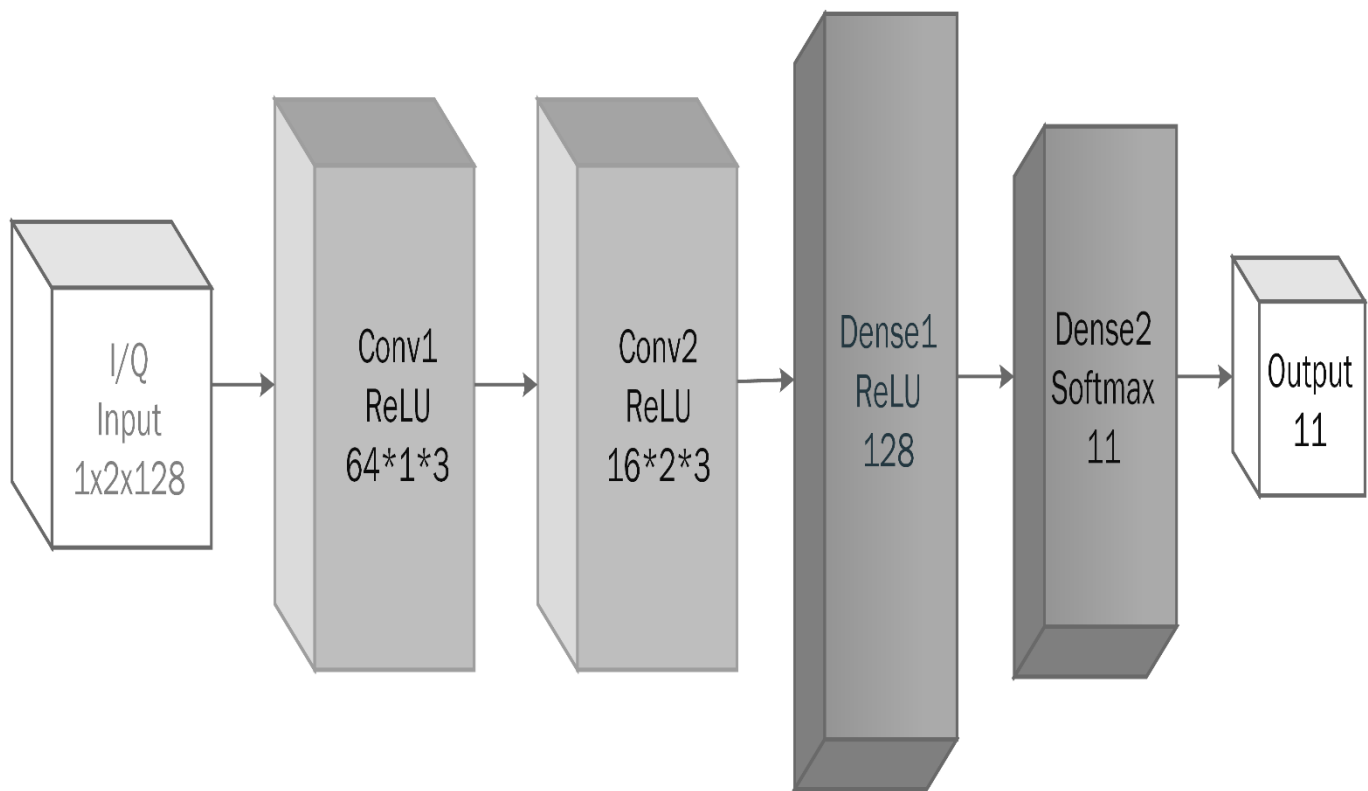 I/Q
Input
1x2x128
Conv1
ReLU
64*1*3
Conv2
ReLU
16*2*3
Dense1
ReLU
128
Dense2
Softmax
11
Output
11